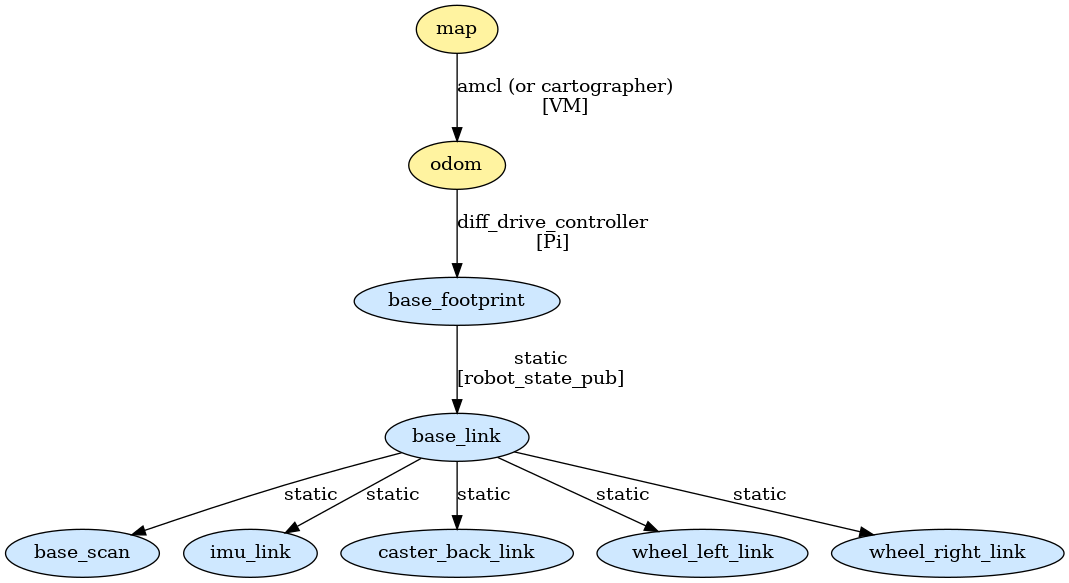 map
amcl (or cartographer)
[VM]
odom
diff_drive_controller
[Pi]
base_footprint
static
[robot_state_pub]
base_link
static
static
static
static
static
base_scan
imu_link
caster_back_link
wheel_left_link
wheel_right_link